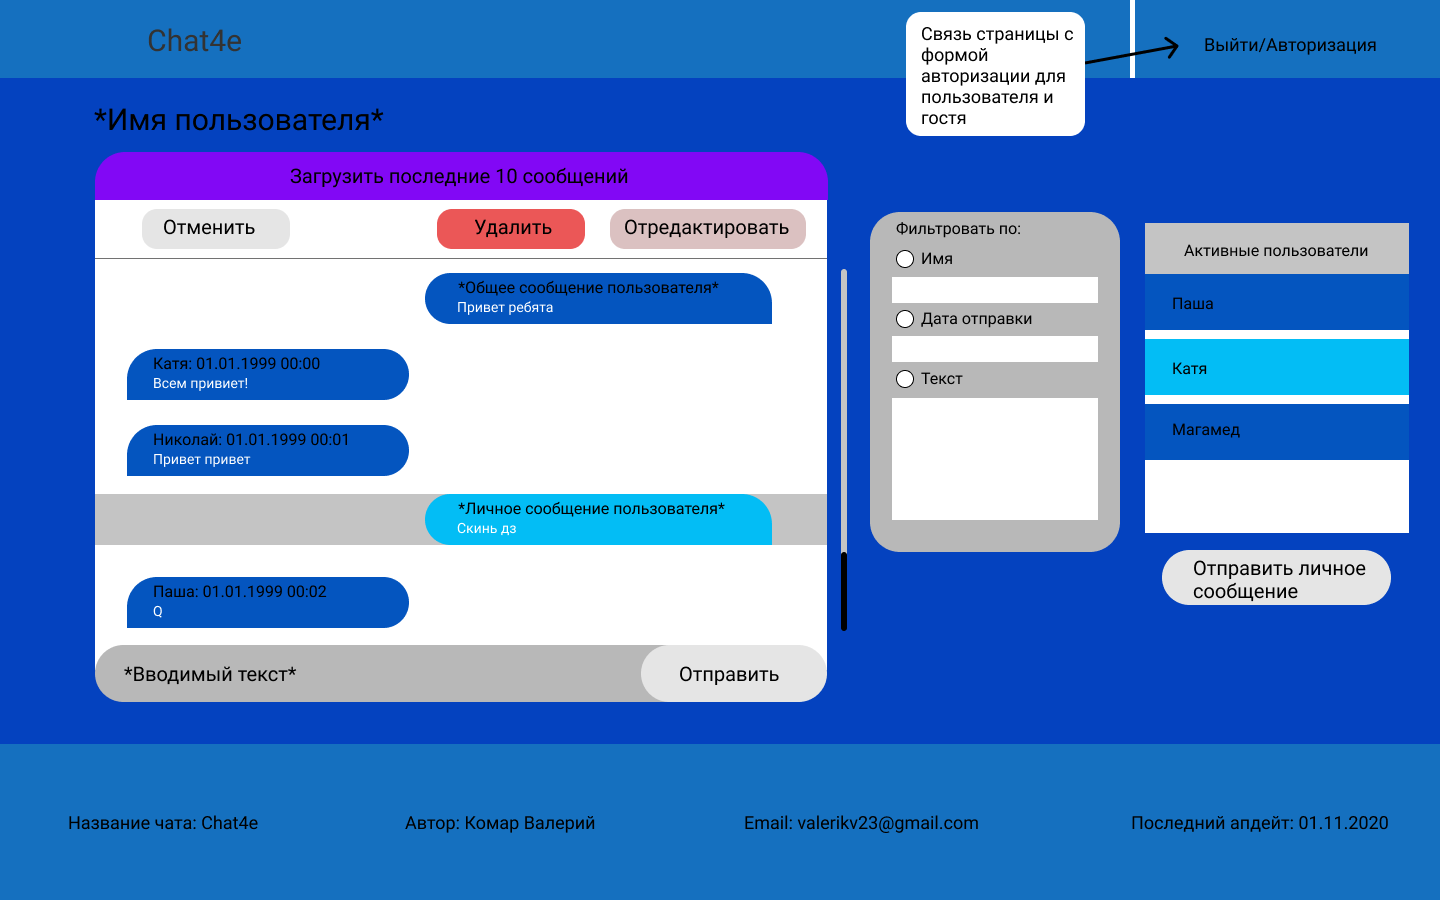 Chat4e
Связь страницы с
формой
авторизации для
пользователя и
гостя
Выйти/Авторизация
*Имя пользователя*
Загрузить последние 10 сообщений
Отменить
Удалить
Отредактировать
*Общее сообщение пользователя*
Привет ребята
Катя: 01.01.1999 00:00
Всем привиет!
Николай: 01.01.1999 00:01
Привет привет
*Личное сообщение пользователя*
Скинь дз
Паша: 01.01.1999 00:02
Q
*Вводимый текст*
Отправить
Фильтровать по:
Имя
Дата отправки
Текст
Активные пользователи
Паша
Катя
Магамед
Отправить личное
сообщение
Название чата: Chat4e
Автор: Комар Валерий
Email: valerikv23@gmail.com
Последний апдейт: 01.11.2020